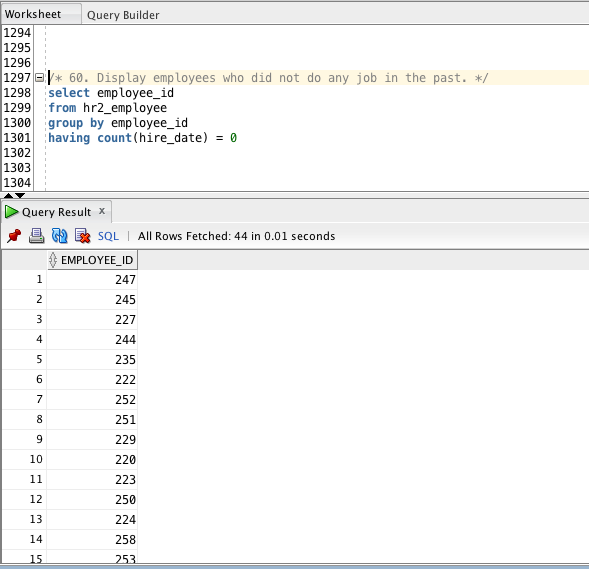 Worksheet Query Builder
1294
1295
1296
1297 /* 60. Display employees who did not do any job in the past. */
1298 select employee_id
1299 from hr2_employee
1300 group by employee_id
1301 having count(hire_date) = 0
1302
1303
1304
Query Result x
SQL | All Rows Fetched: 44 in 0.01 seconds
EMPLOYEE_ID
1 247
2 245
3 227
4 244
5 235
6 222
7 252
8 251
9 229
10 220
11 223
12 250
13 224
14 258
15 253